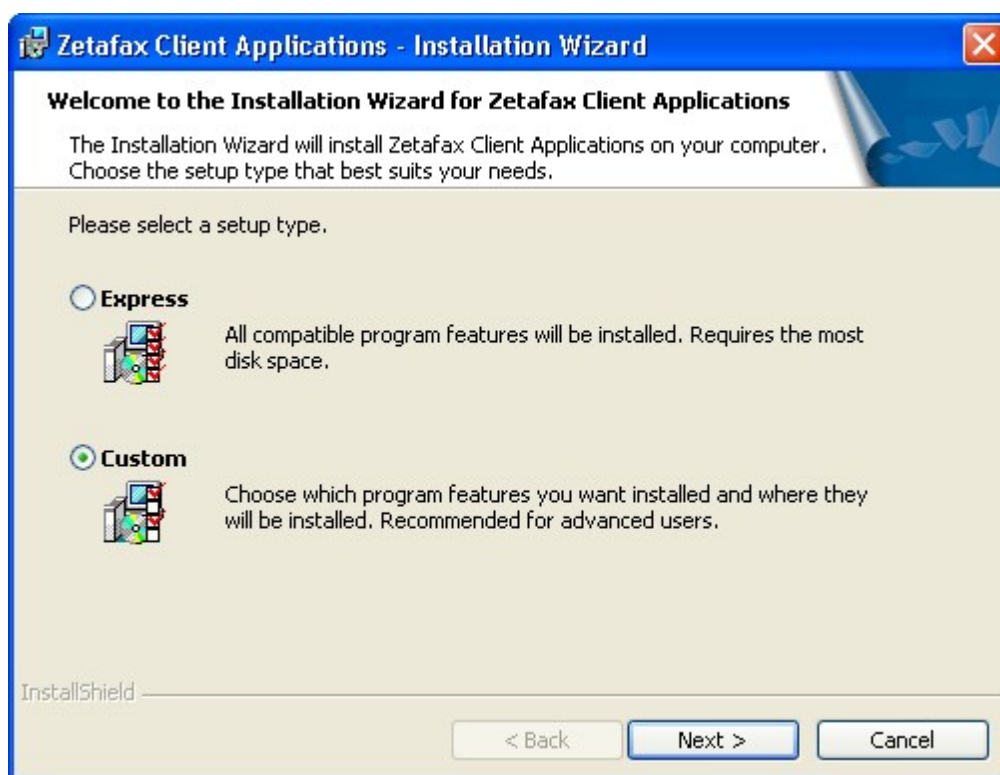 Zetafax Client Applications - Installation Wizard
Welcome to the Installation Wizard for Zetafax Client Applications
The Installation Wizard will install Zetafax Client Applications on your computer.
Choose the setup type that best suits your needs.
Please select a setup type.
Express
All compatible program features will be installed. Requires the most
disk space.
Custom
Choose which program features you want installed and where they
will be installed. Recommended for advanced users.
InstallShield
< Back Next > Cancel